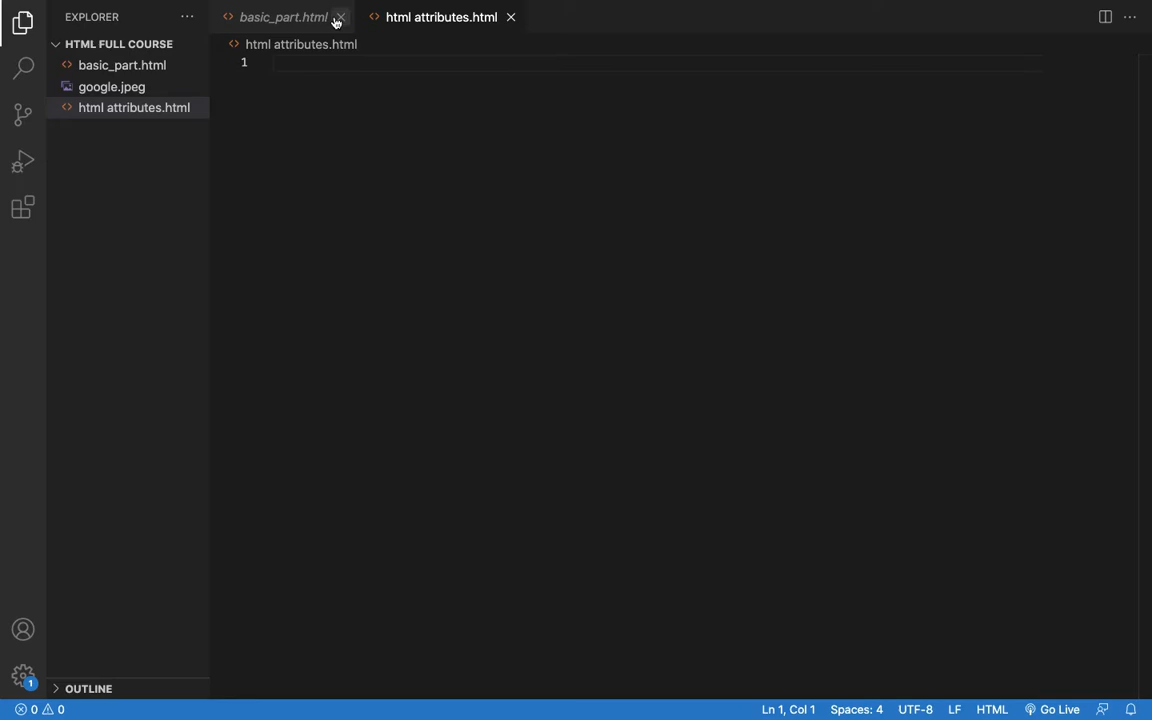 EXPLORER
basic_part.html
html attributes.html
HTML FULL COURSE
html attributes.html
basic_part.html
1
google.jpeg
html attributes.html
1
OUTLINE
0 0
Ln 1, Col 1
Spaces: 4
UTF-8
LF
HTML
Go Live